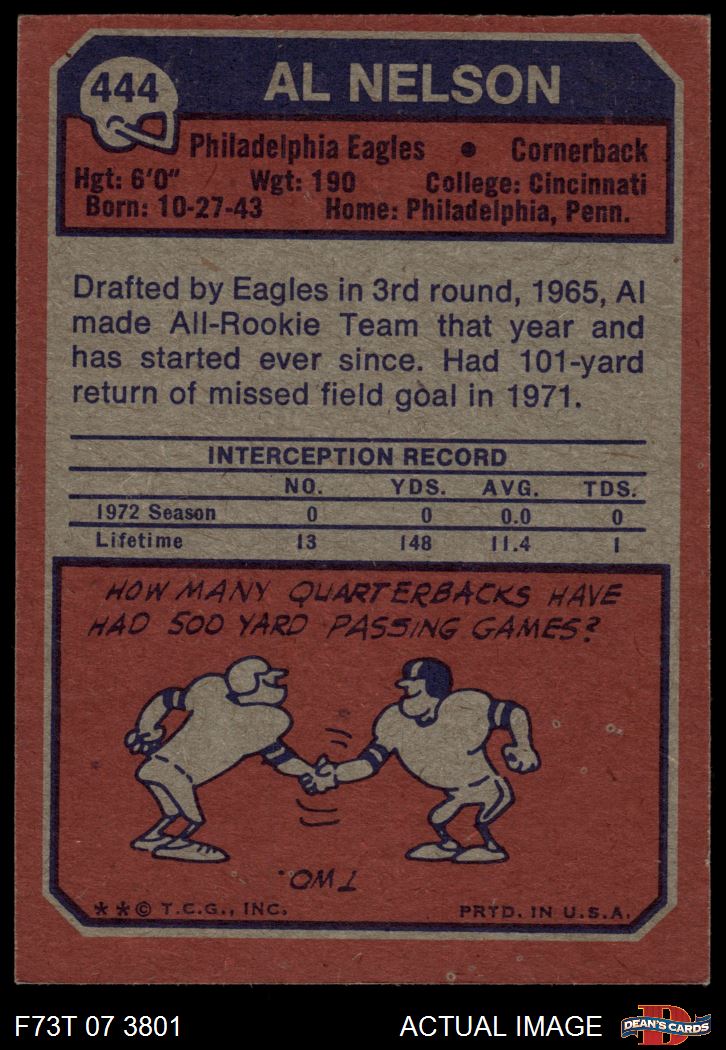 444
AL NELSON
Philadelphia Eagles • Cornerback
Hgt: 6'0" Wgt: 190 College: Cincinnati
Born: 10-27-43 Home: Philadelphia, Penn.
Drafted by Eagles in 3rd round, 1965, Al
made All-Rookie Team that year and
has started ever since. Had 101-yard
return of missed field goal in 1971.
INTERCEPTION RECORD
NO. YDS. AVG. TDS.
1972 Season 0 0 0.0 0
Lifetime 13 148 11.4 1
HOW MANY QUARTERBACKS HAVE
HAD 500 YARD PASSING GAMES?
TWO.
**© T.C.G., INC. PRTD. IN U.S.A.
F73T 07 3801 ACTUAL IMAGE
D
DEAN'S CARDS